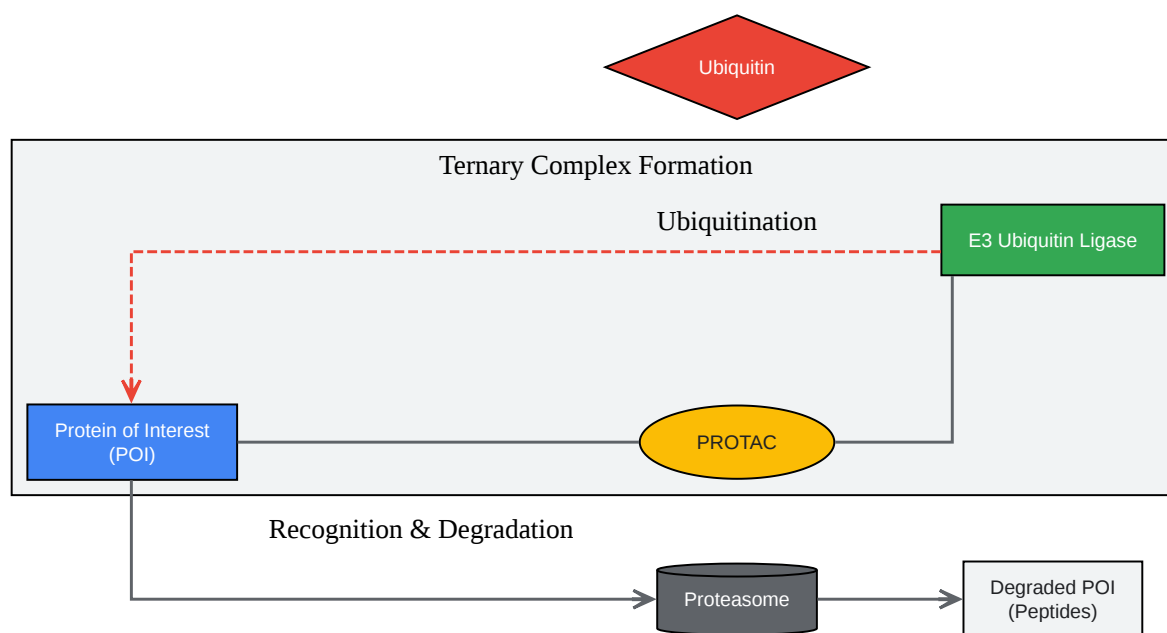 Ubiquitin
Ternary Complex Formation
Ubiquitination
E3 Ubiquitin Ligase
Protein of Interest
(POI)
PROTAC
Recognition & Degradation
Proteasome
Degraded POI
(Peptides)